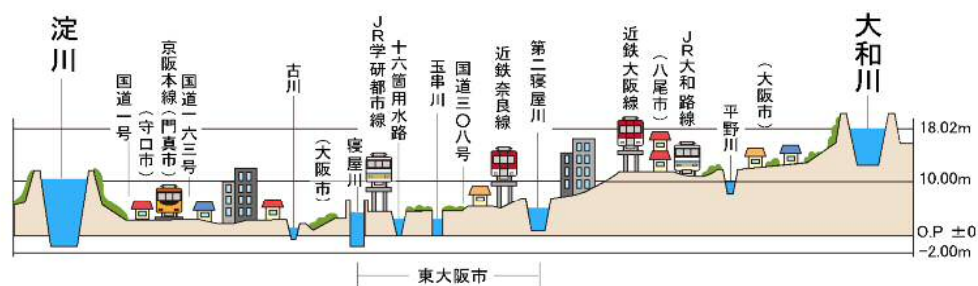 淀川
国道一号
(守口市)
京阪本線(門真市)
国道一六三号
古川
(大阪市)
寝屋川
JR学研都市線
十六箇用水路
玉串川
国道三〇八号
近鉄奈良線
第二寝屋川
近鉄大阪線
(八尾市)
JR大和路線
平野川
(大阪市)
大和川
18.02m
10.00m
O.P ±0
-2.00m
東大阪市